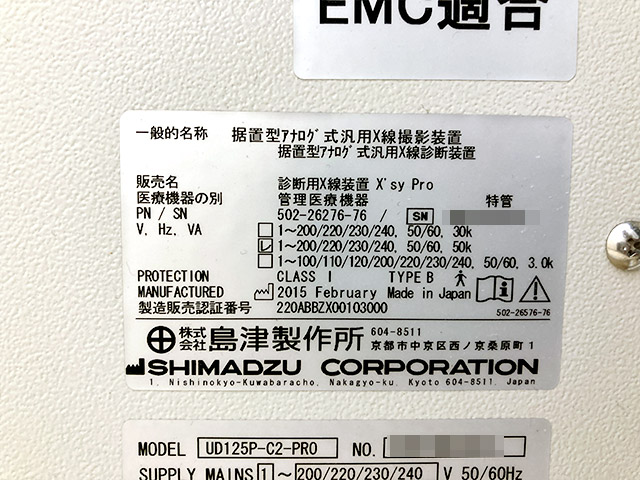 EMC適合
一般的名称 据置型アナログ式汎用X線撮影装置
据置型アナログ式汎用X線診断装置
販売名 診断用X線装置 X'sy Pro
医療機器の別 管理医療機器 特管
PN / SN 502-26276-76 / SN
V, Hz, VA 1～200/220/230/240, 50/60, 30k
1～200/220/230/240, 50/60, 50k
1～100/110/120/200/220/230/240, 50/60, 3.0k
PROTECTION CLASS I TYPE B
MANUFACTURED 2015 February Made in Japan
製造販売認証番号 220ABBZX00103000 502-26576-76
株式会社 島津製作所 604-8511
京都市中京区西ノ京桑原町1
SHIMADZU CORPORATION
1, Nishinokyo-Kuwabaracho, Nakagyo-ku, Kyoto 604-8511, Japan
MODEL UD125P-C2-PRO NO.
SUPPLY MAINS 1～200/220/230/240 V 50/60Hz